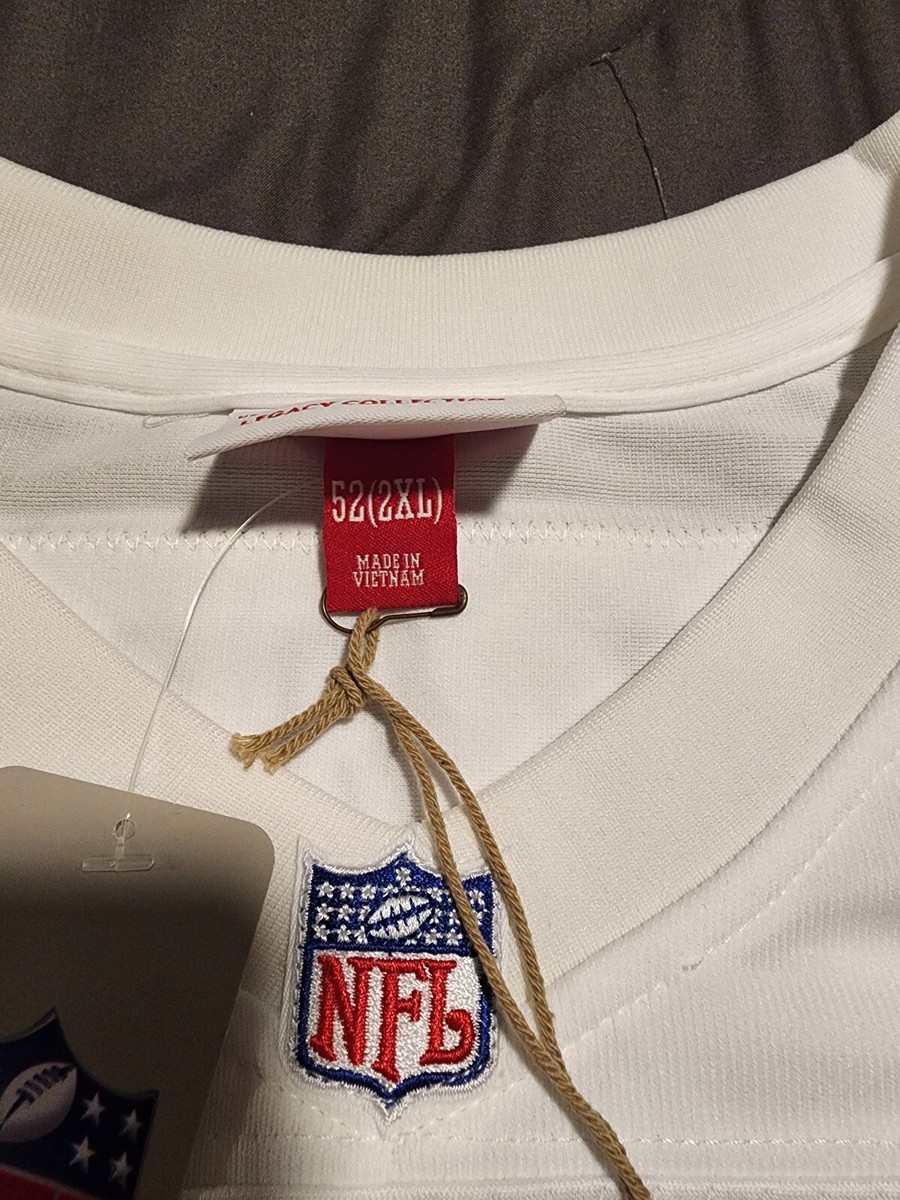 LEGACY COLLECTION
52(2XL)
MADE IN
VIETNAM
NFL